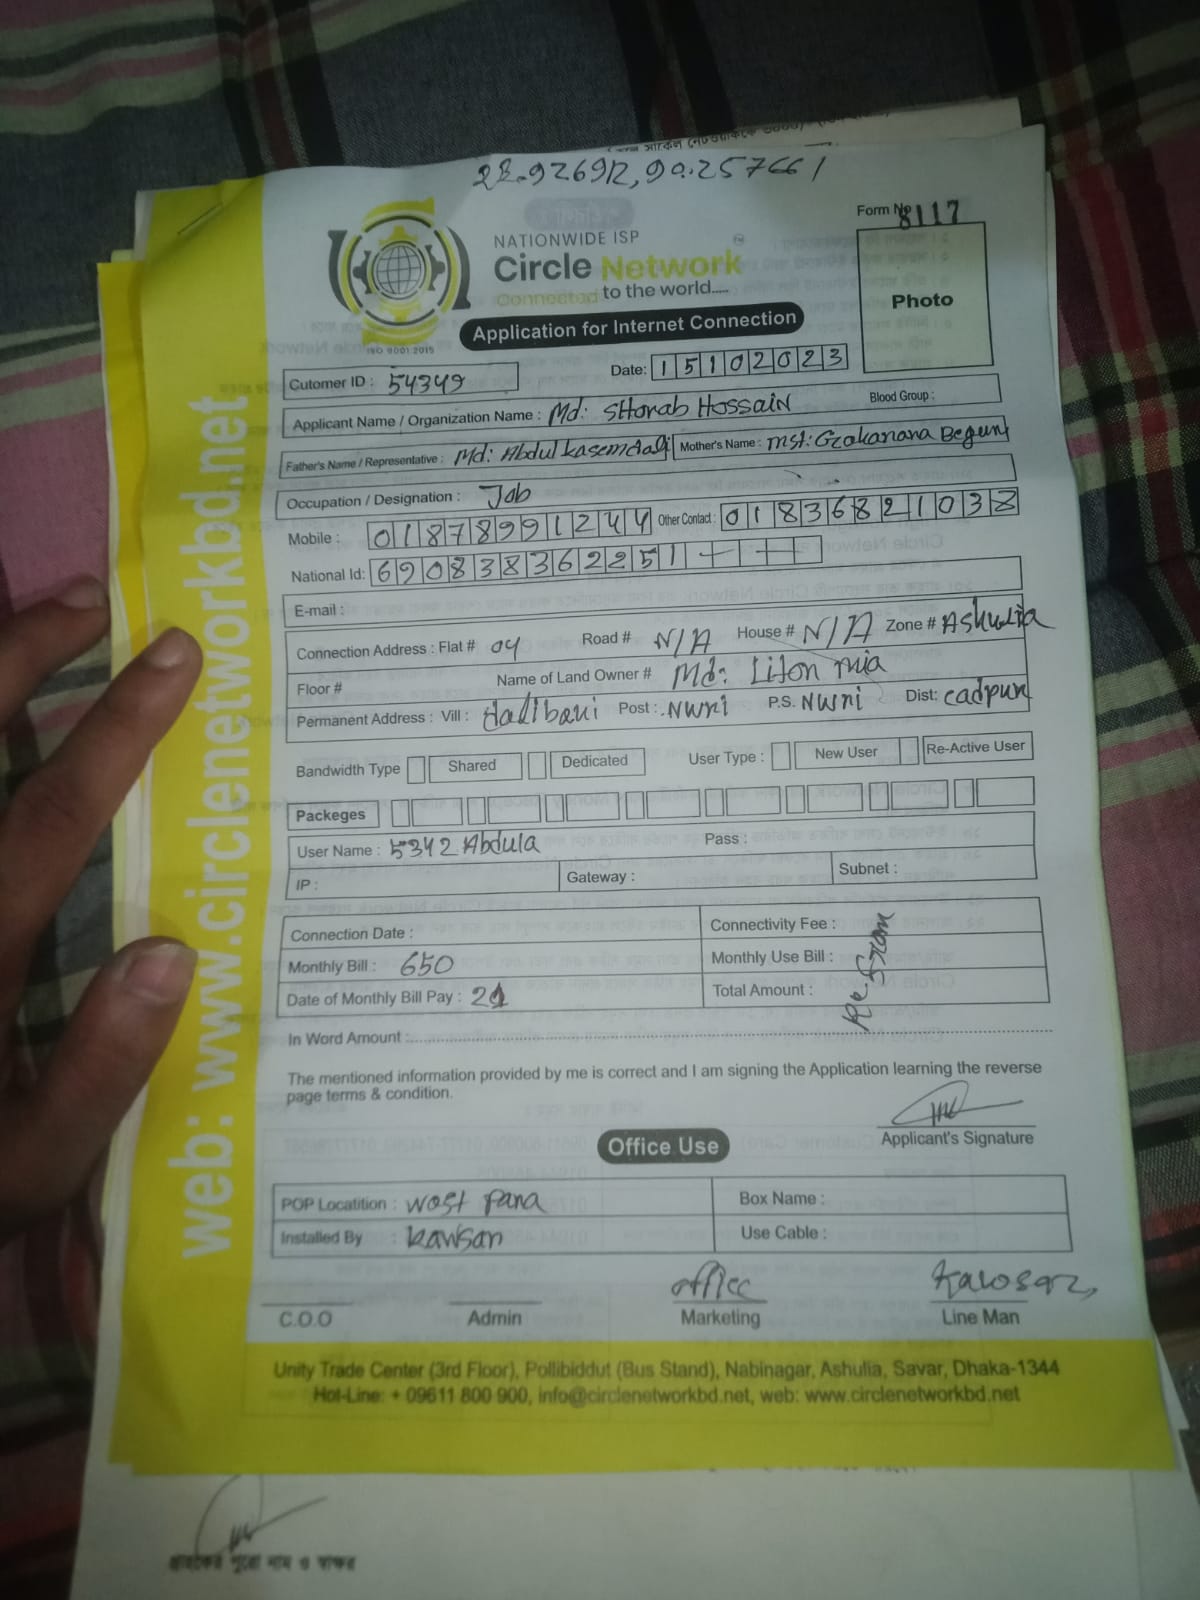 Form No 8117
NATIONWIDE ISP
Circle Network
Connected to the world.....
ISO 9001:2015
Application for Internet Connection
Photo
Cutomer ID : 54349
Date: 15102023
Applicant Name / Organization Name : Md: SHorab Hossain
Blood Group :
Father's Name / Representative : Md: Abdul kasem
Mother's Name : mst: Begum
Occupation / Designation : Job
Mobile : 01878991244 Other Contact : 01836821038
National Id: 6908383622251
E-mail :
Connection Address : Flat # 04 Road # N/A House # N/A Zone # Ashulia
Floor # Name of Land Owner # Md: Liton mia
Permanent Address : Vill : Post : Nwri P.S. Nwri Dist: cadpur
Bandwidth Type Shared Dedicated User Type : New User Re-Active User
Packeges
User Name : 5342 Abdula Pass :
IP : Gateway : Subnet :
Connection Date : Connectivity Fee :
Monthly Bill : 650 Monthly Use Bill :
Date of Monthly Bill Pay : 21 Total Amount :
In Word Amount :
The mentioned information provided by me is correct and I am signing the Application learning the reverse
page terms & condition.
Applicant's Signature
Office Use
POP Locatition : West Para Box Name :
Installed By : kawsar Use Cable :
office
C.O.O Admin Marketing Line Man
Unity Trade Center (3rd Floor), Pollibiddut (Bus Stand), Nabinagar, Ashulia, Savar, Dhaka-1344
Hot-Line: + 09611 800 900, info@circlenetworkbd.net, web: www.circlenetworkbd.net
web: www.circlenetworkbd.net